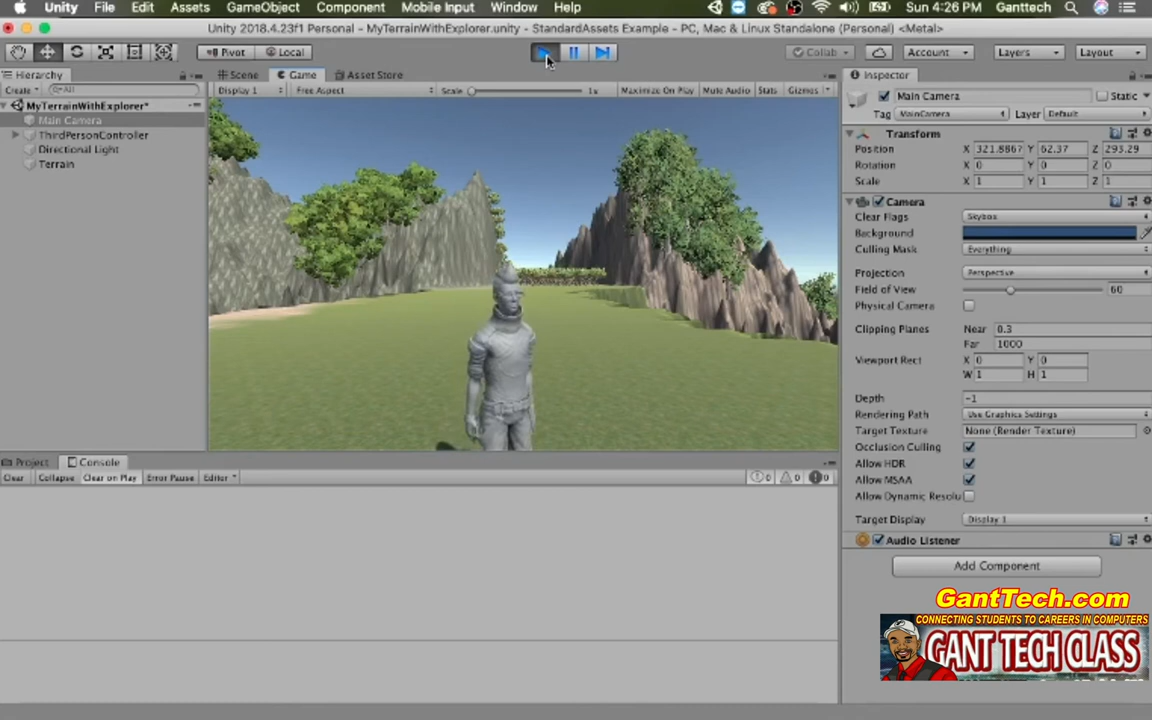 Unity File Edit Assets GameObject Component Mobile Input Window Help Sun 4:26 PM Ganttech
Unity 2018.4.23f1 Personal - MyTerrainWithExplorer.unity - StandardAssets Example - PC, Mac & Linux Standalone (Personal) <Metal>
Pivot Local Collab Account Layers Layout
Hierarchy Scene Game Asset Store Inspector
Create All Display 1 Free Aspect Scale 1x Maximize On Play Mute Audio Stats Gizmos
MyTerrainWithExplorer*
Main Camera
ThirdPersonController
Directional Light
Terrain
Main Camera Static
Tag MainCamera Layer Default
Transform
Position X 321.8867 Y 62.37 Z 293.29
Rotation X 0 Y 0 Z 0
Scale X 1 Y 1 Z 1
Camera
Clear Flags Skybox
Background
Culling Mask Everything
Projection Perspective
Field of View 60
Physical Camera
Clipping Planes Near 0.3
Far 1000
Viewport Rect X 0 Y 0
W 1 H 1
Depth -1
Rendering Path Use Graphics Settings
Target Texture None (Render Texture)
Occlusion Culling
Allow HDR
Allow MSAA
Allow Dynamic Resolu
Target Display Display 1
Audio Listener
Add Component
Project Console
Clear Collapse Clear on Play Error Pause Editor 0 0 0
GantTech.com
CONNECTING STUDENTS TO CAREERS IN COMPUTERS
GANT TECH CLASS